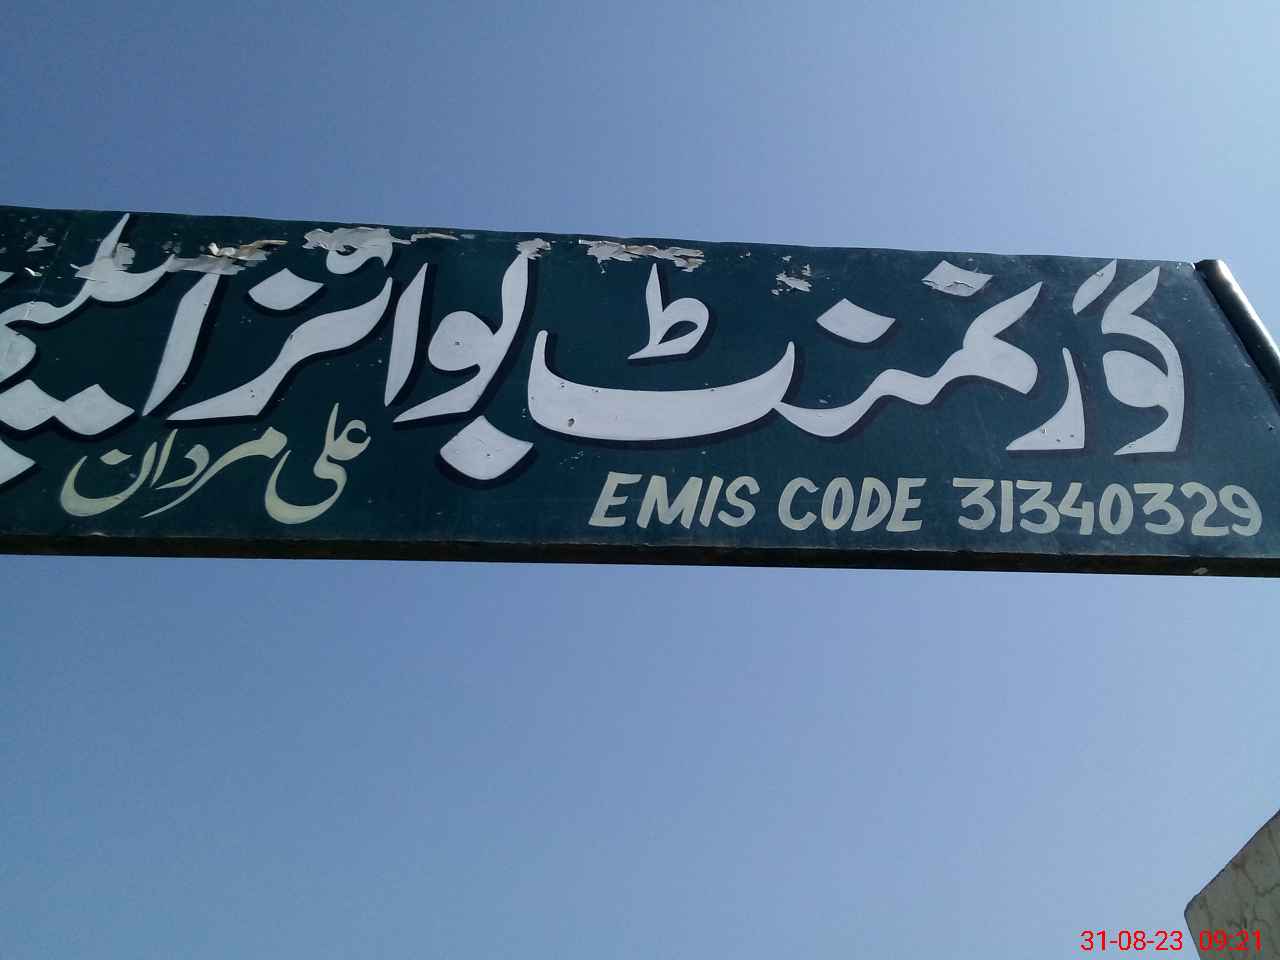 گورنمنٹ بوائز
علی مردان
EMIS CODE 31340329
31-08-23 09:21